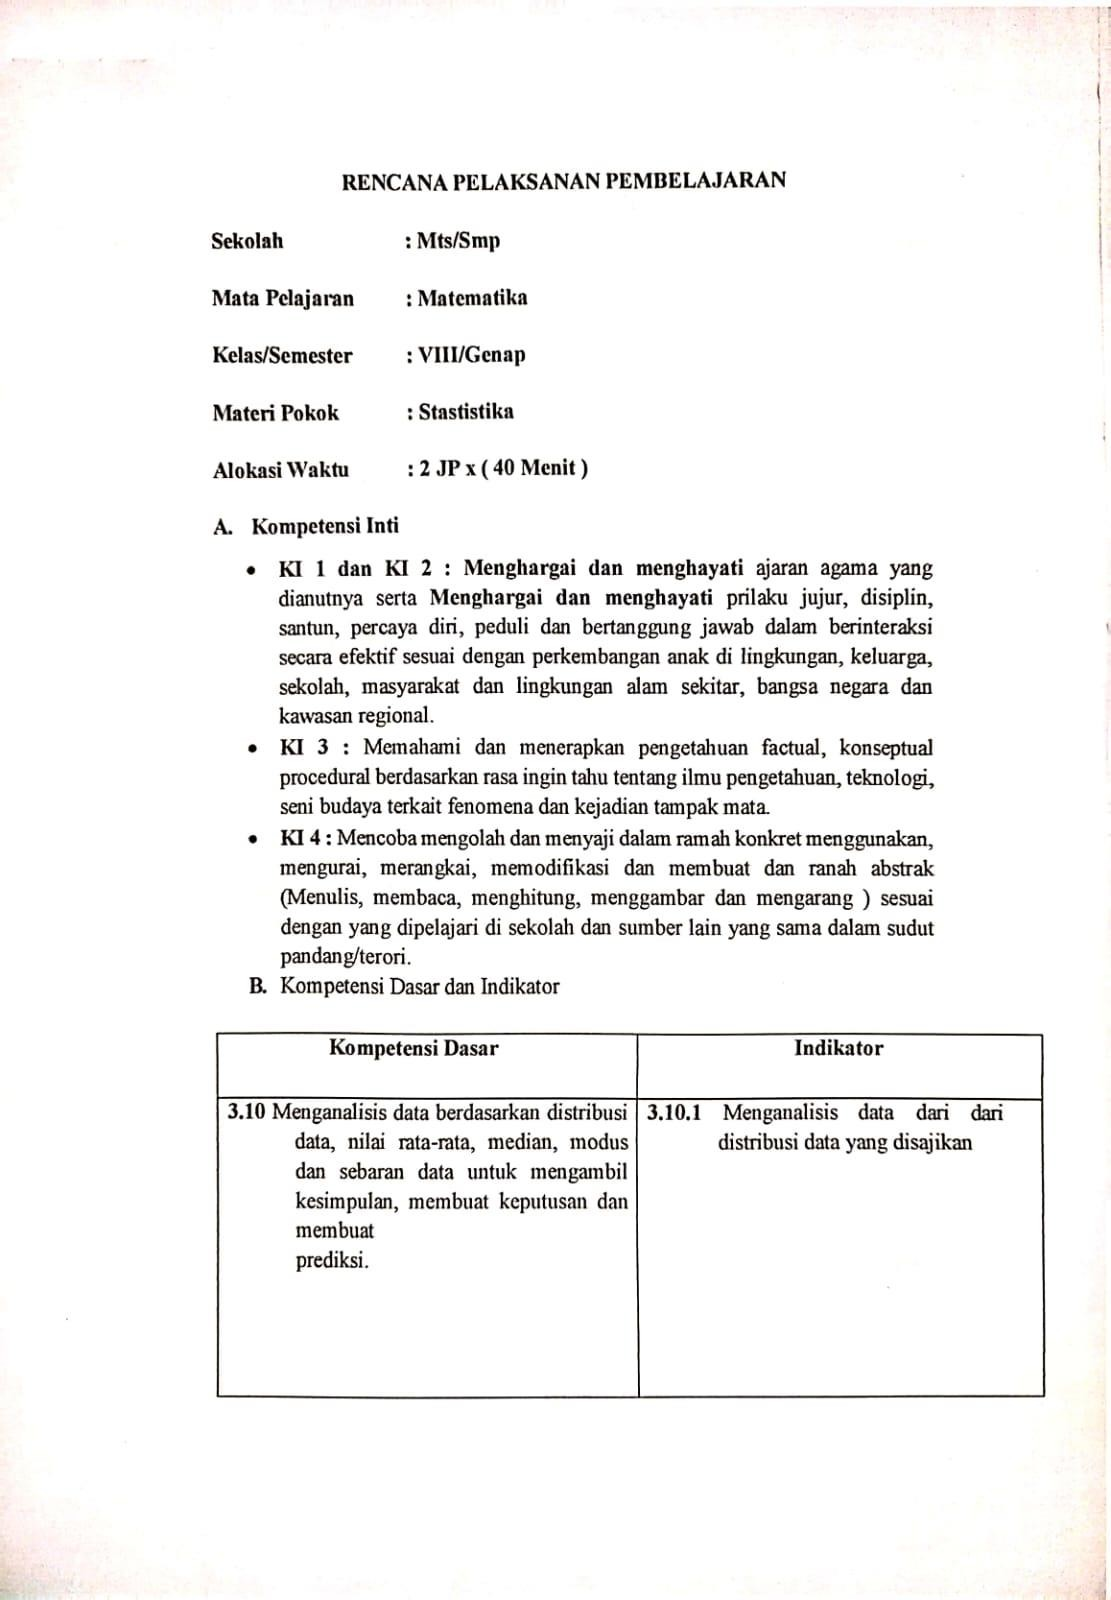 RENCANA PELAKSANAN PEMBELAJARAN
Sekolah : Mts/Smp
Mata Pelajaran : Matematika
Kelas/Semester : VIII/Genap
Materi Pokok : Stastistika
Alokasi Waktu : 2 JP x ( 40 Menit )
A. Kompetensi Inti
• KI 1 dan KI 2 : Menghargai dan menghayati ajaran agama yang
dianutnya serta Menghargai dan menghayati prilaku jujur, disiplin,
santun, percaya diri, peduli dan bertanggung jawab dalam berinteraksi
secara efektif sesuai dengan perkembangan anak di lingkungan, keluarga,
sekolah, masyarakat dan lingkungan alam sekitar, bangsa negara dan
kawasan regional.
• KI 3 : Memahami dan menerapkan pengetahuan factual, konseptual
procedural berdasarkan rasa ingin tahu tentang ilmu pengetahuan, teknologi,
seni budaya terkait fenomena dan kejadian tampak mata.
• KI 4 : Mencoba mengolah dan menyaji dalam ramah konkret menggunakan,
mengurai, merangkai, memodifikasi dan membuat dan ranah abstrak
(Menulis, membaca, menghitung, menggambar dan mengarang ) sesuai
dengan yang dipelajari di sekolah dan sumber lain yang sama dalam sudut
pandang/terori.
B. Kompetensi Dasar dan Indikator
Kompetensi Dasar
Indikator
3.10 Menganalisis data berdasarkan distribusi
data, nilai rata-rata, median, modus
dan sebaran data untuk mengambil
kesimpulan, membuat keputusan dan
membuat
prediksi.
3.10.1 Menganalisis data dari dari
distribusi data yang disajikan